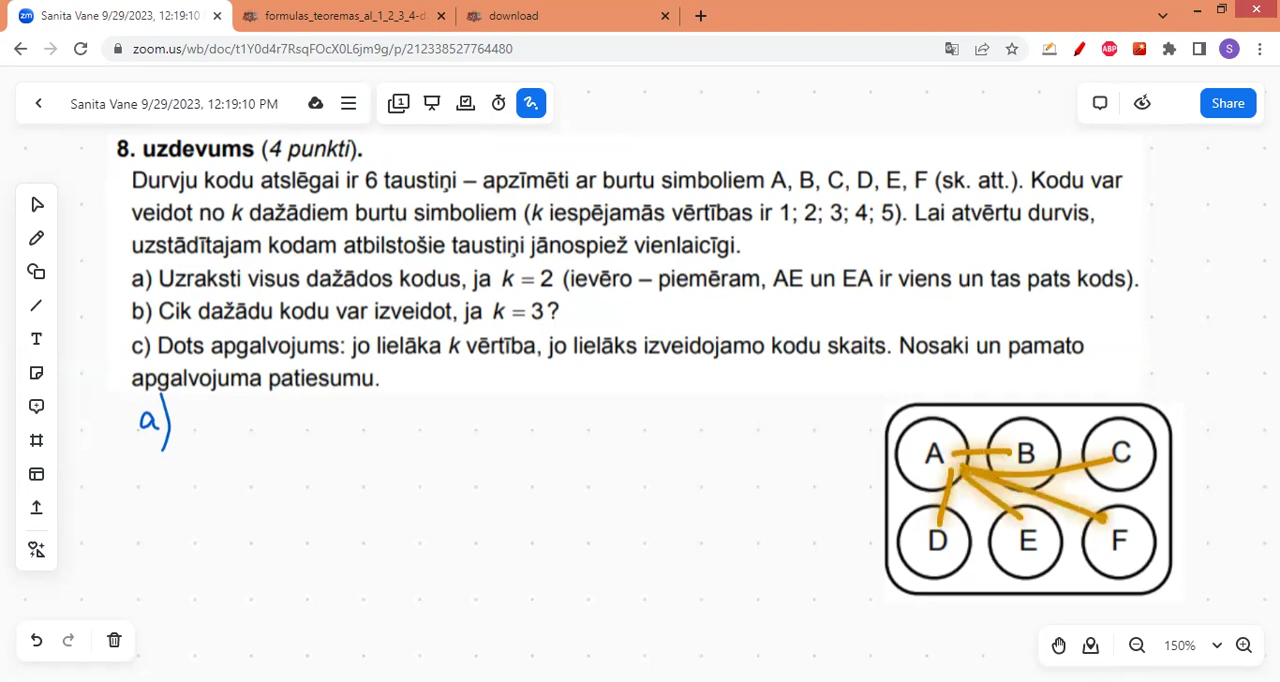 Sanita Vane 9/29/2023, 12:19:10
formulas_teoremas_al_1_2_3_4-d
download
zoom.us/wb/doc/t1Y0d4r7RsqFOcX0L6jm9g/p/212338527764480
ABP
S
Sanita Vane 9/29/2023, 12:19:10 PM
1
Share
8. uzdevums (4 punkti).
Durvju kodu atslēgai ir 6 taustiņi – apzīmēti ar burtu simboliem A, B, C, D, E, F (sk. att.). Kodu var
veidot no k dažādiem burtu simboliem (k iespējamās vērtības ir 1; 2; 3; 4; 5). Lai atvērtu durvis,
uzstādītajam kodam atbilstošie taustiņi jānospiež vienlaicīgi.
a) Uzraksti visus dažādos kodus, ja k = 2 (ievēro – piemēram, AE un EA ir viens un tas pats kods).
b) Cik dažādu kodu var izveidot, ja k = 3?
c) Dots apgalvojums: jo lielāka k vērtība, jo lielāks izveidojamo kodu skaits. Nosaki un pamato
apgalvojuma patiesumu.
a)
A B C
D E F
T
150%